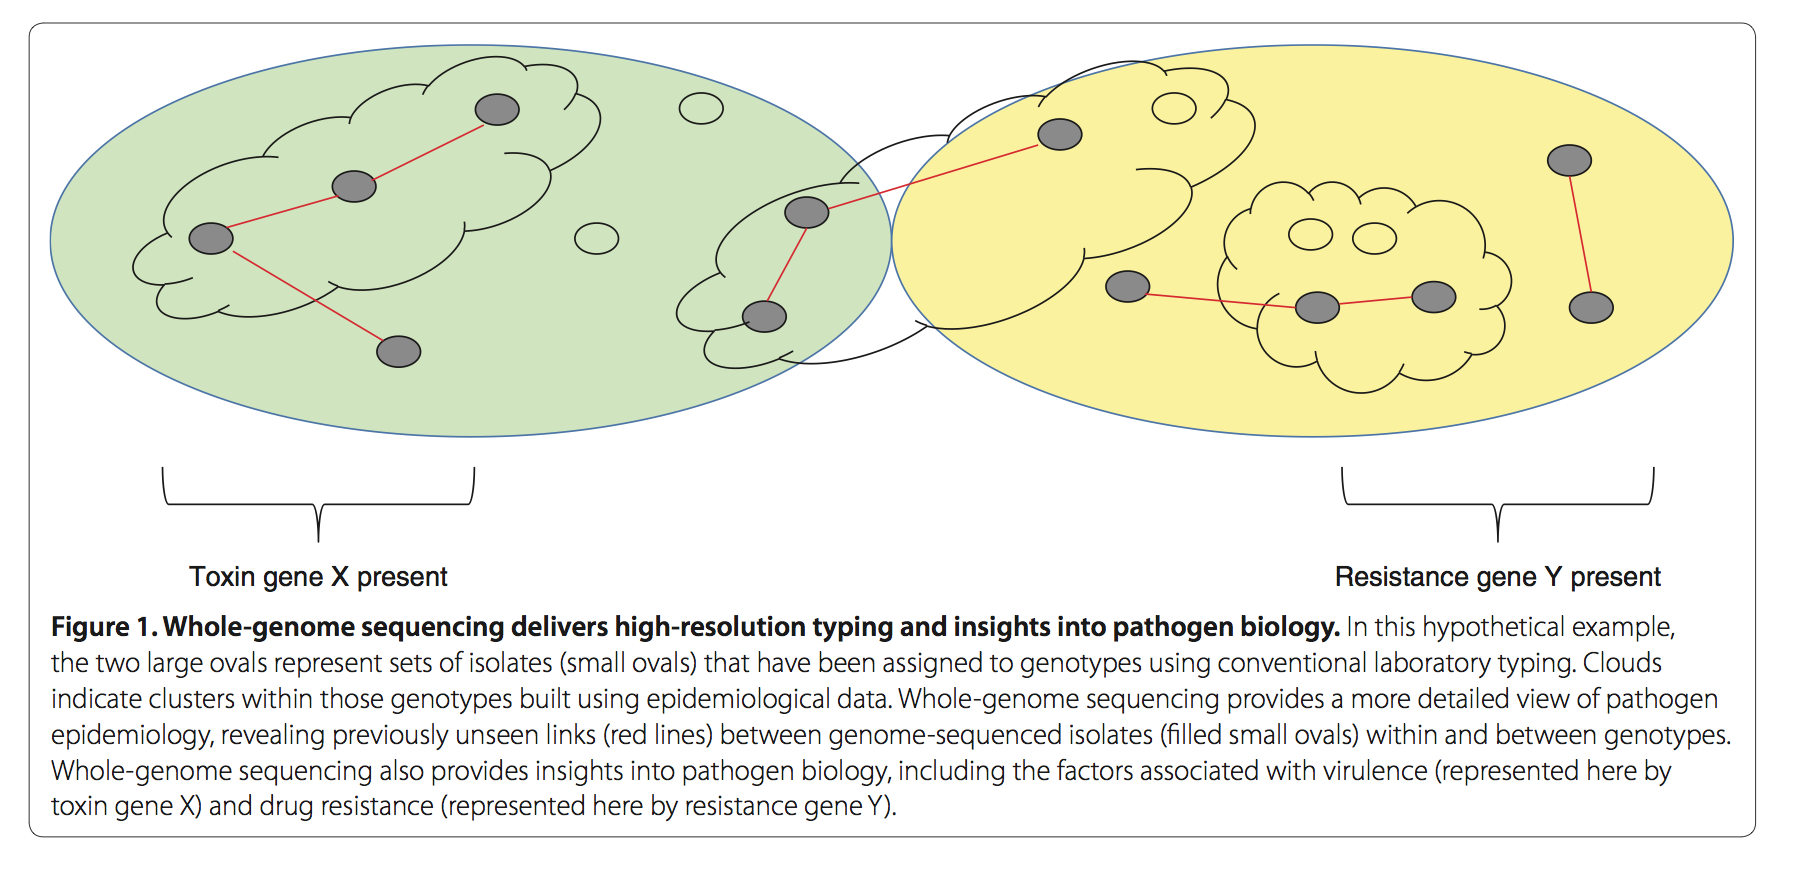 Toxin gene X present
Resistance gene Y present
Figure 1. Whole-genome sequencing delivers high-resolution typing and insights into pathogen biology. In this hypothetical example,
the two large ovals represent sets of isolates (small ovals) that have been assigned to genotypes using conventional laboratory typing. Clouds
indicate clusters within those genotypes built using epidemiological data. Whole-genome sequencing provides a more detailed view of pathogen
epidemiology, revealing previously unseen links (red lines) between genome-sequenced isolates (filled small ovals) within and between genotypes.
Whole-genome sequencing also provides insights into pathogen biology, including the factors associated with virulence (represented here by
toxin gene X) and drug resistance (represented here by resistance gene Y).